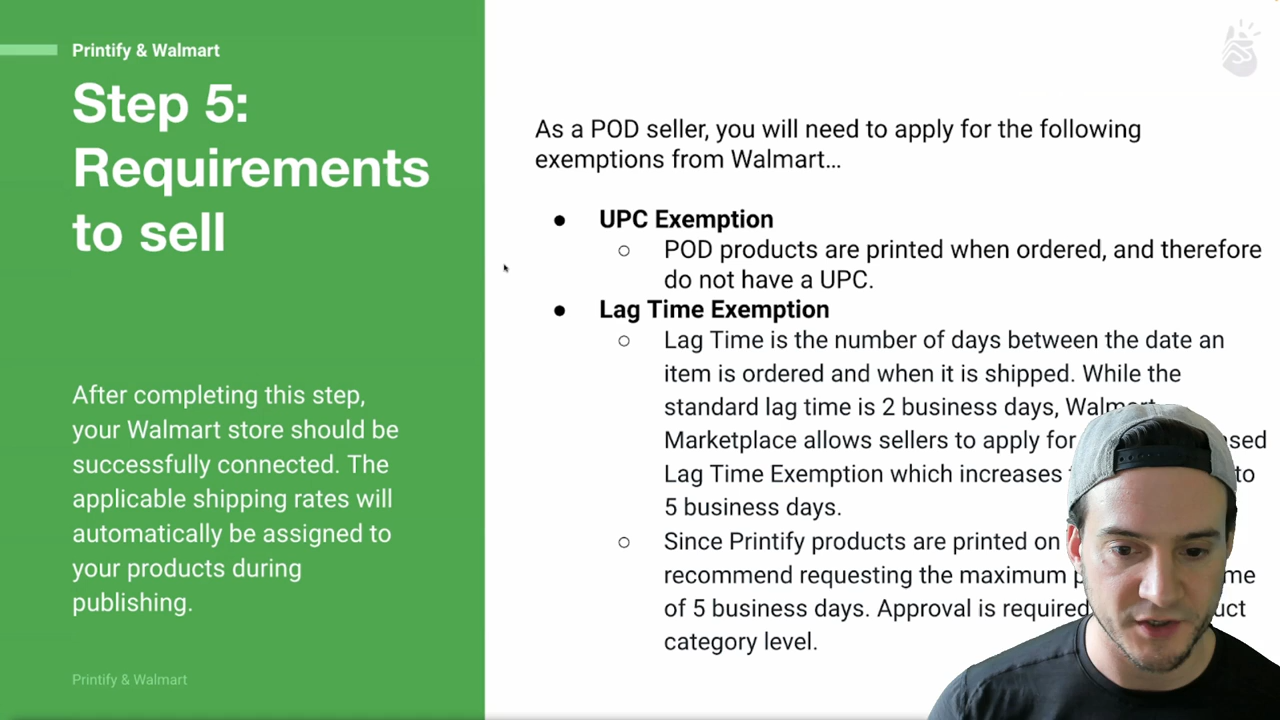 Printify & Walmart
Step 5:
Requirements
to sell
After completing this step,
your Walmart store should be
successfully connected. The
applicable shipping rates will
automatically be assigned to
your products during
publishing.
Printify & Walmart
As a POD seller, you will need to apply for the following
exemptions from Walmart…
● UPC Exemption
○ POD products are printed when ordered, and therefore
do not have a UPC.
● Lag Time Exemption
○ Lag Time is the number of days between the date an
item is ordered and when it is shipped. While the
standard lag time is 2 business days, Walmart
Marketplace allows sellers to apply for
Lag Time Exemption which increases to
5 business days.
○ Since Printify products are printed on
recommend requesting the maximum
of 5 business days. Approval is required
category level.